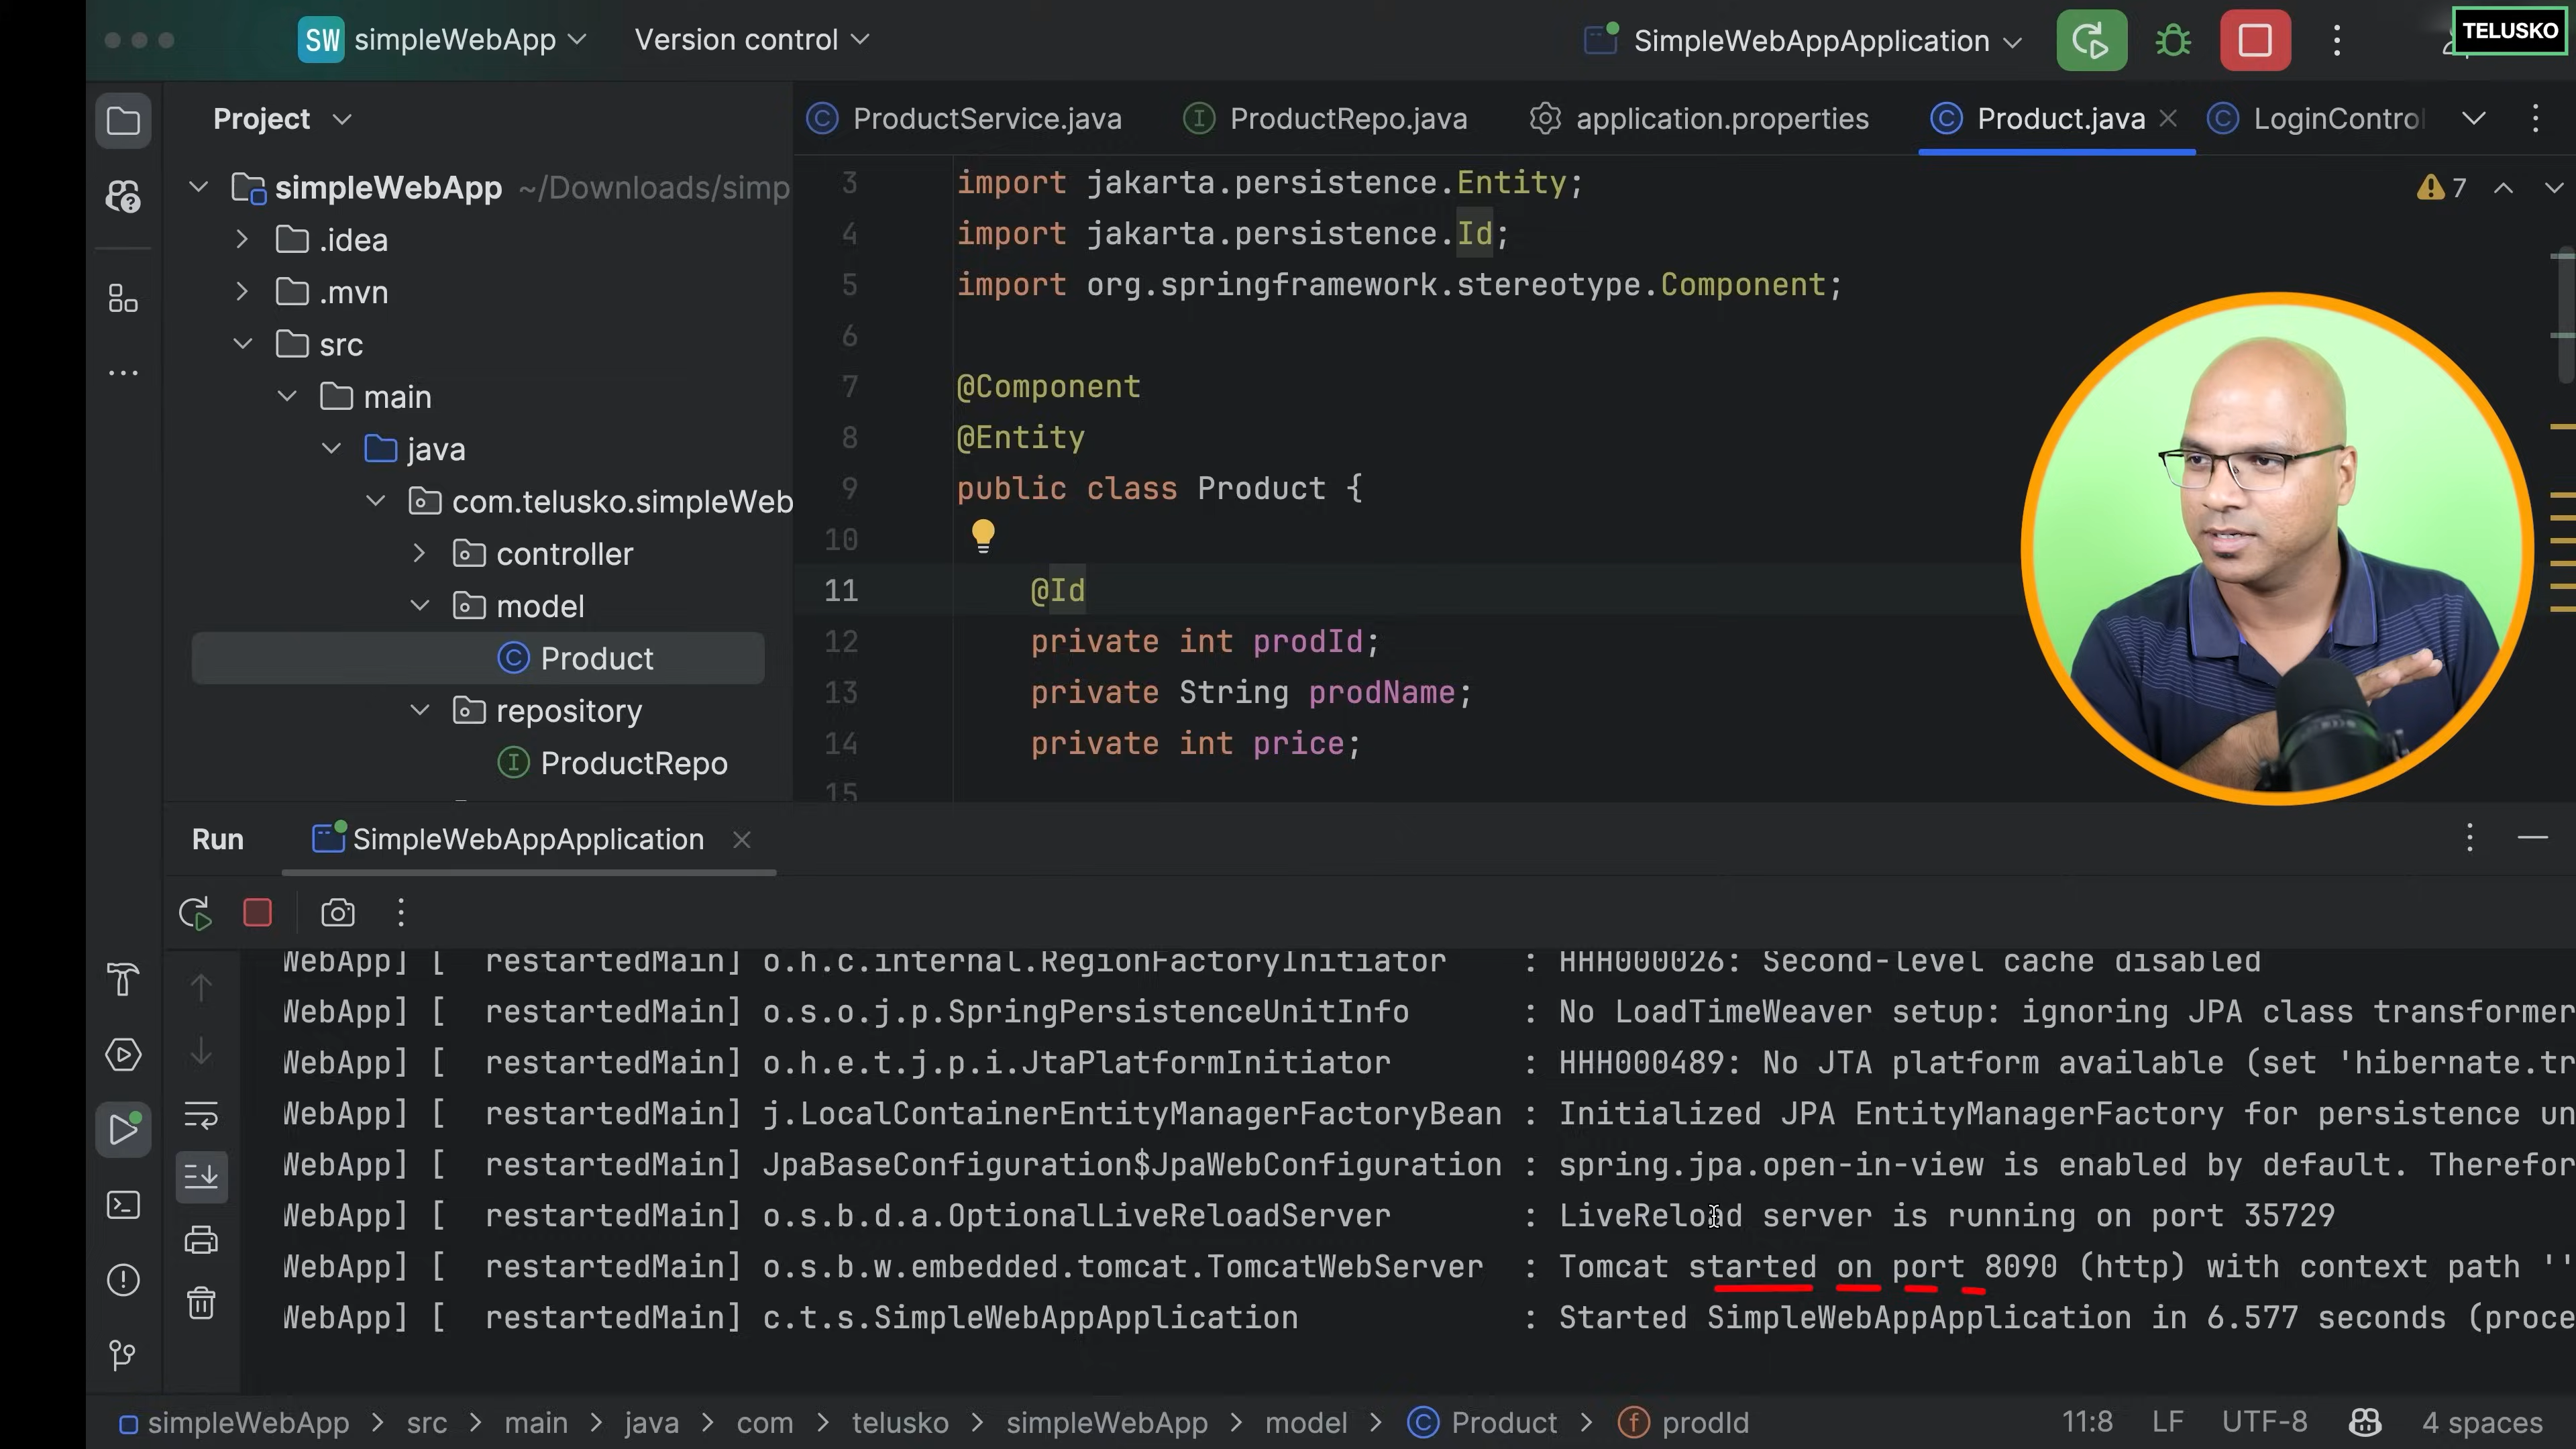 SW simpleWebApp Version control SimpleWebAppApplication TELUSKO
Project
simpleWebApp ~/Downloads/simp
.idea
.mvn
src
main
java
com.telusko.simpleWeb
controller
model
Product
repository
ProductRepo
ProductService.java ProductRepo.java application.properties Product.java LoginControl
7
3 import jakarta.persistence.Entity;
4 import jakarta.persistence.Id;
5 import org.springframework.stereotype.Component;
6
7 @Component
8 @Entity
9 public class Product {
10
11 @Id
12 private int prodId;
13 private String prodName;
14 private int price;
15
Run SimpleWebAppApplication
WebApp] [ restartedMain] o.h.c.internal.RegionFactoryInitiator : HHH000026: Second-level cache disabled
WebApp] [ restartedMain] o.s.o.j.p.SpringPersistenceUnitInfo : No LoadTimeWeaver setup: ignoring JPA class transformer
WebApp] [ restartedMain] o.h.e.t.j.p.i.JtaPlatformInitiator : HHH000489: No JTA platform available (set 'hibernate.tr
WebApp] [ restartedMain] j.LocalContainerEntityManagerFactoryBean : Initialized JPA EntityManagerFactory for persistence un
WebApp] [ restartedMain] JpaBaseConfiguration$JpaWebConfiguration : spring.jpa.open-in-view is enabled by default. Therefor
WebApp] [ restartedMain] o.s.b.d.a.OptionalLiveReloadServer : LiveReload server is running on port 35729
WebApp] [ restartedMain] o.s.b.w.embedded.tomcat.TomcatWebServer : Tomcat started on port 8090 (http) with context path ''
WebApp] [ restartedMain] c.t.s.SimpleWebAppApplication : Started SimpleWebAppApplication in 6.577 seconds (proce
simpleWebApp > src > main > java > com > telusko > simpleWebApp > model > Product > prodId 11:8 LF UTF-8 4 spaces